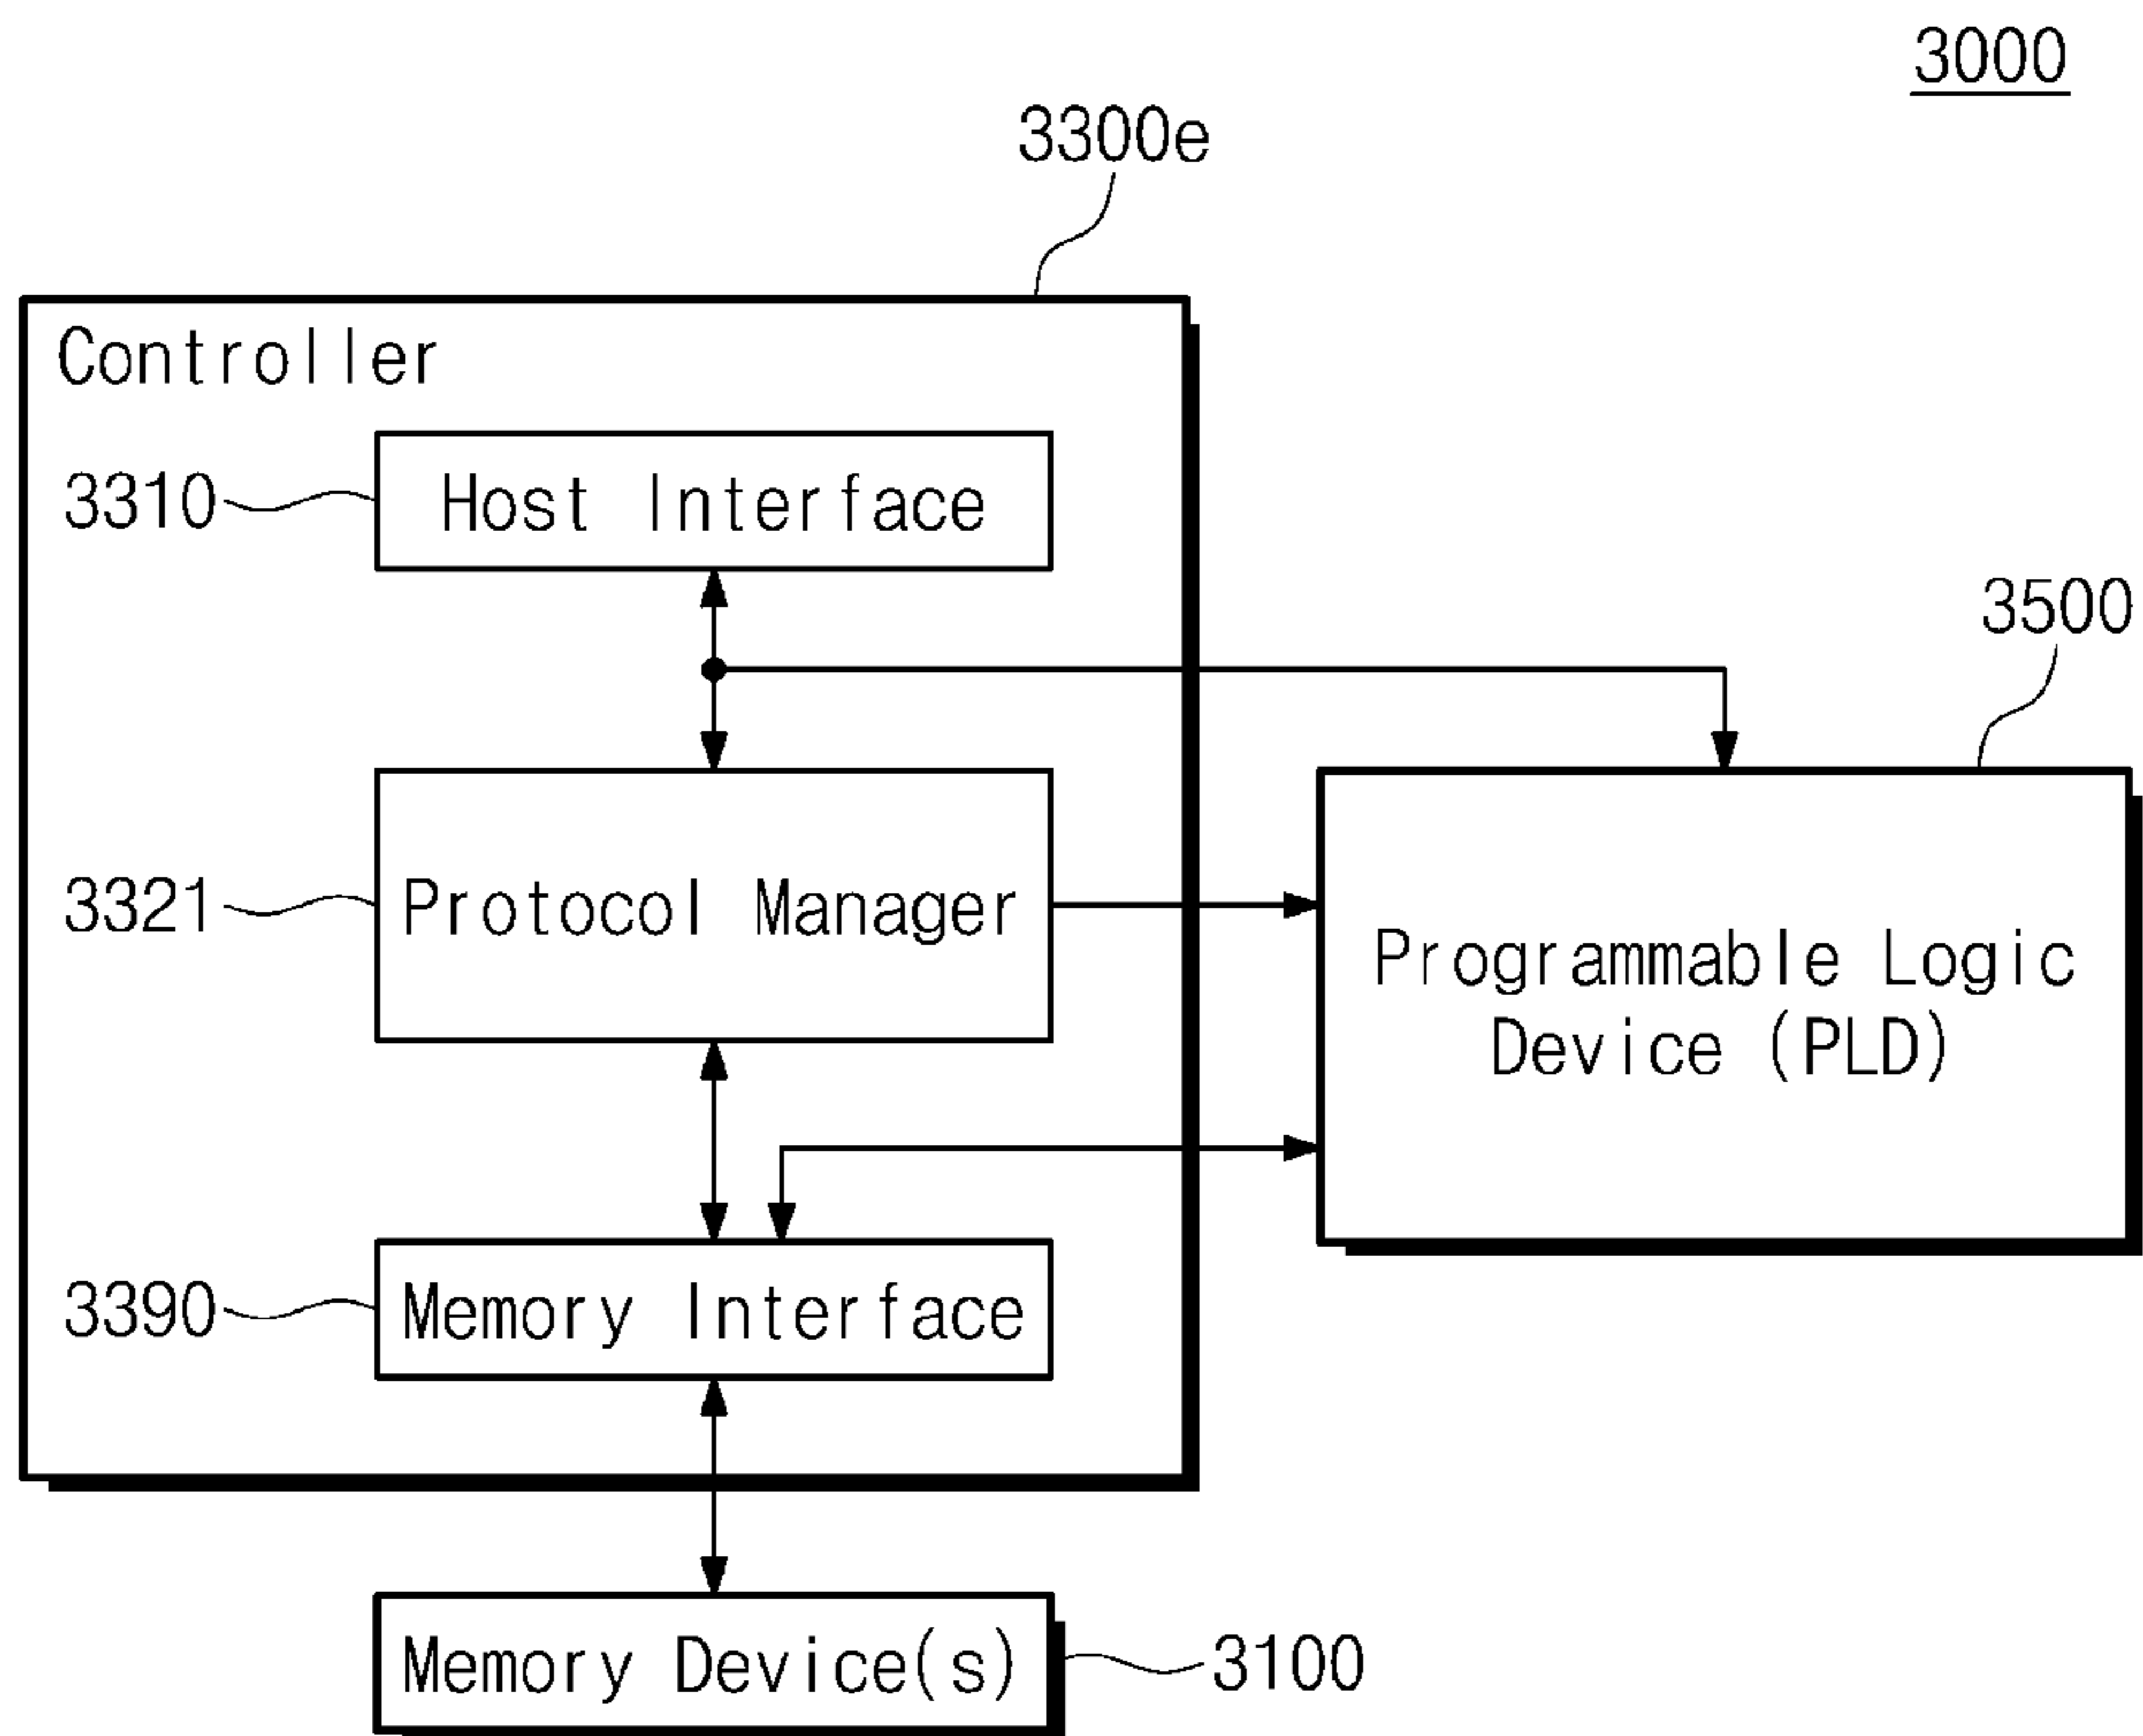 3000
3300e
Controller
3310
Host Interface
3500
3321
Protocol Manager
Programmable Logic
Device (PLD)
3390
Memory Interface
Memory Device(s)
3100